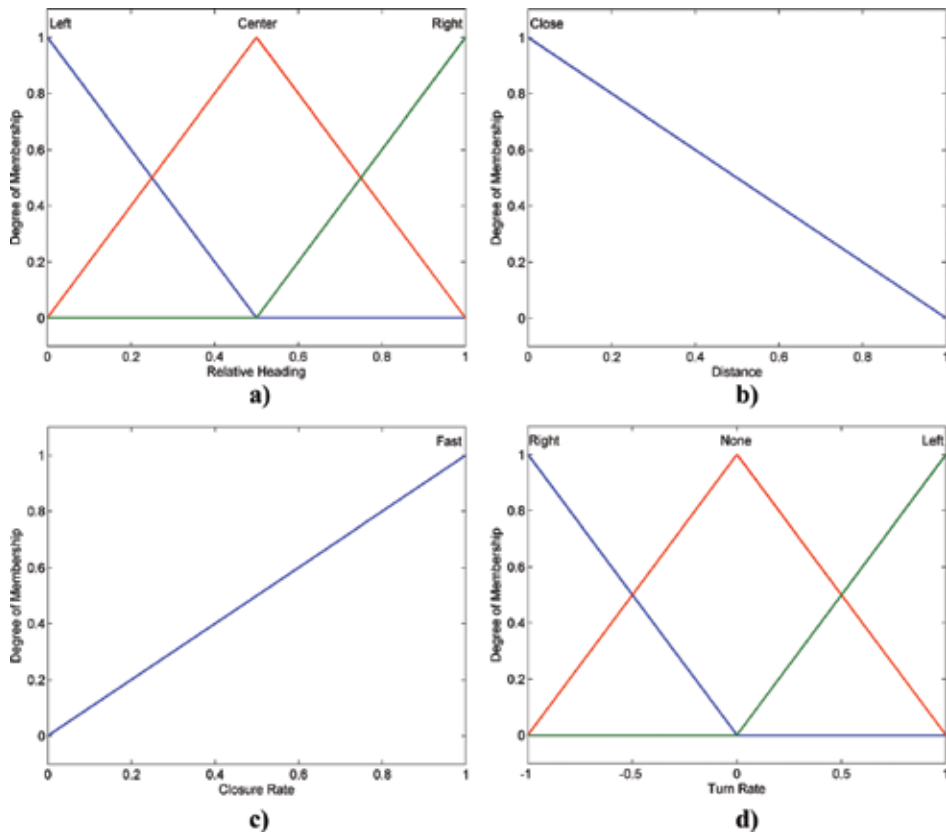 Left Center Right
1
0.8
0.6
0.4
0.2
0
Degree of Membership
0 0.2 0.4 0.6 0.8 1
Relative Heading
a)
Close
1
0.8
0.6
0.4
0.2
0
Degree of Membership
0 0.2 0.4 0.6 0.8 1
Distance
b)
Fast
1
0.8
0.6
0.4
0.2
0
Degree of Membership
0 0.2 0.4 0.6 0.8 1
Closure Rate
c)
Right None Left
1
0.8
0.6
0.4
0.2
0
Degree of Membership
-1 -0.5 0 0.5 1
Turn Rate
d)